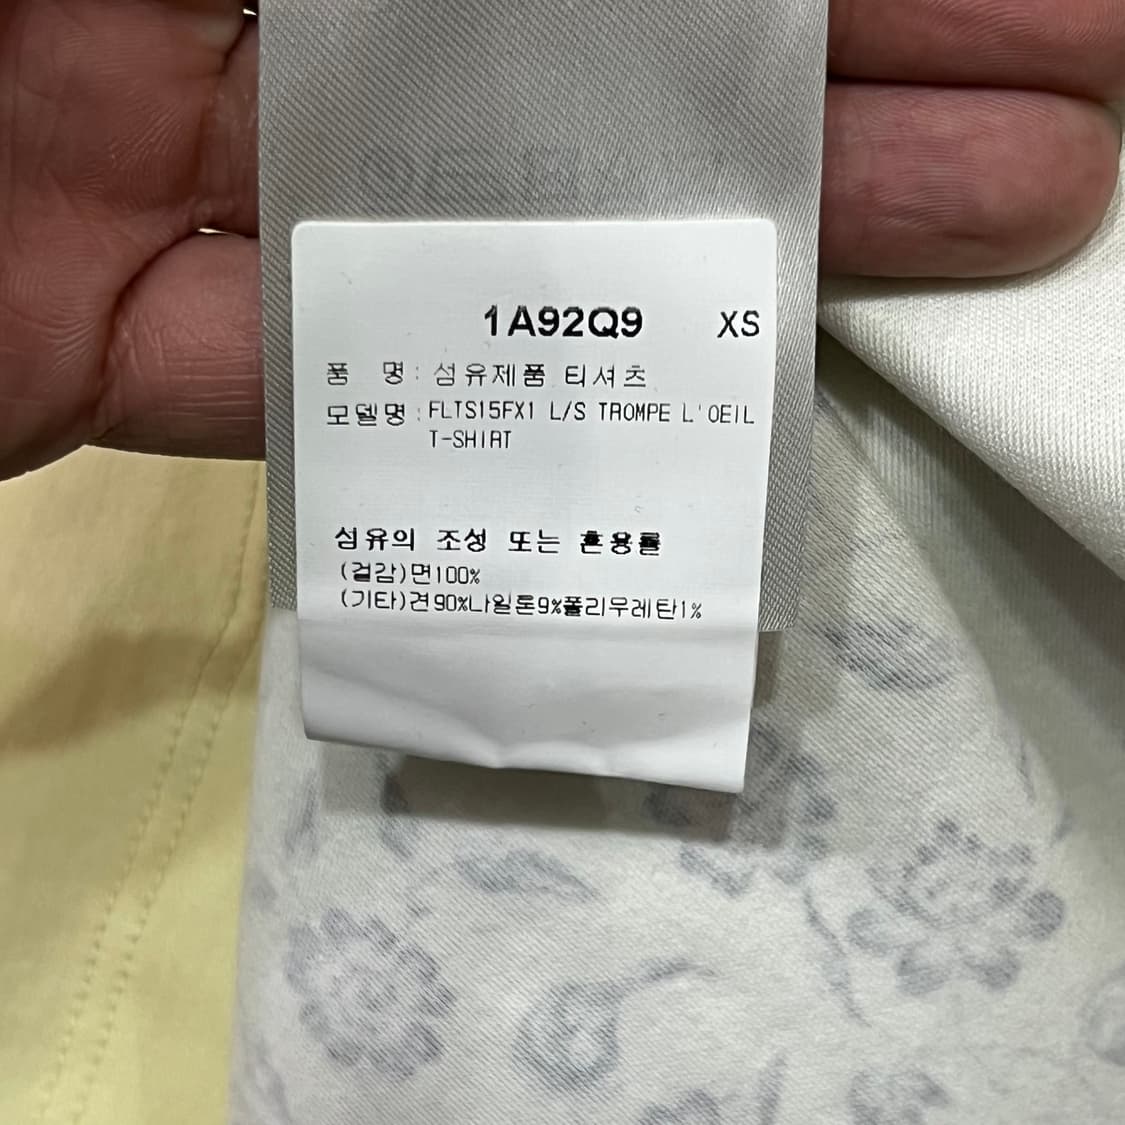 1A92Q9 XS
품 명: 섬유제품 티셔츠
모델명: FLTS15FX1 L/S TROMPE L'OEIL
T-SHIRT
섬유의 조성 또는 혼용률
(겉감)면100%
(기타)견90%나일론9%폴리우레탄1%